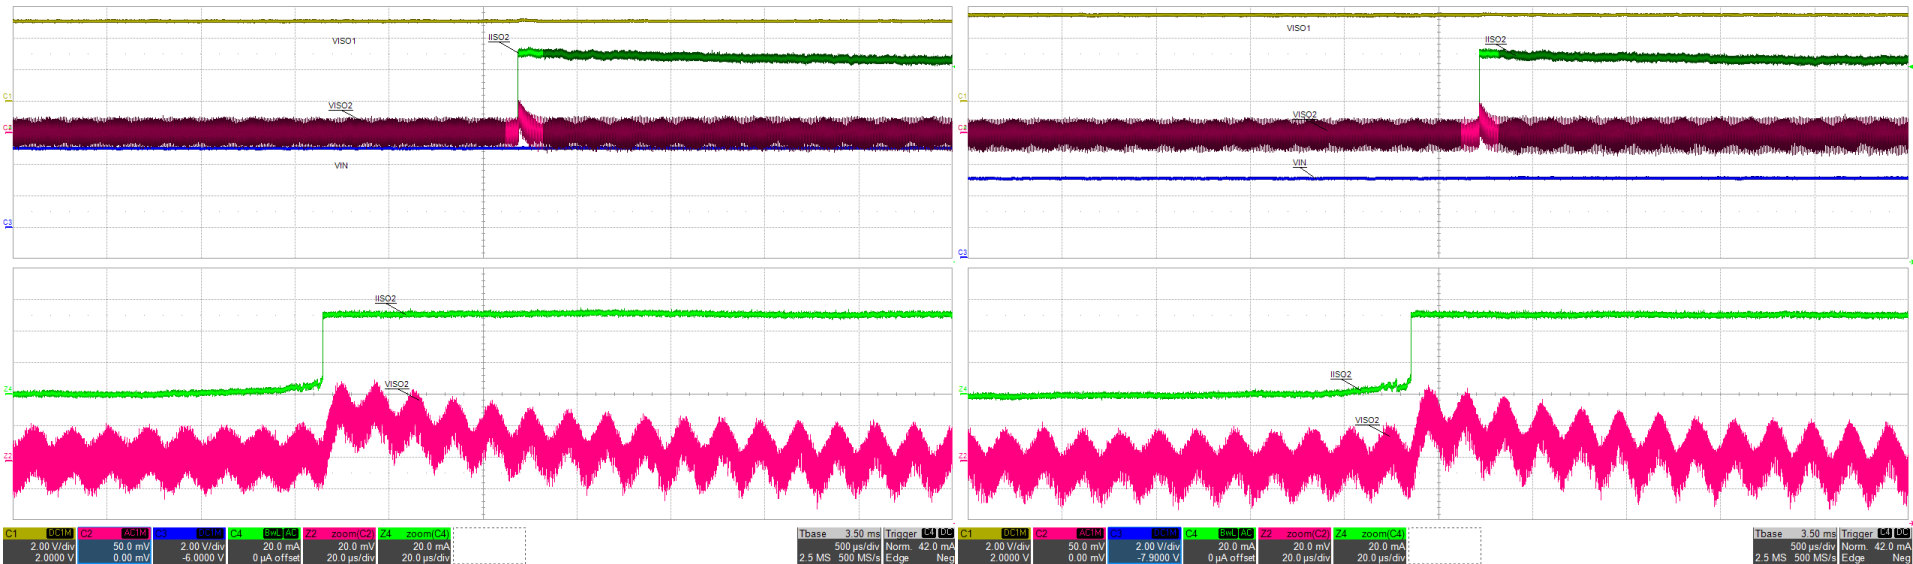 VISO1
IISO2
C1
VISO2
C2
VIN
C3
IISO2
Z4
VISO2
Z2
C1 DC1M
2.00 V/div
2.0000 V
C2 AC1M
50.0 mV
0.00 mV
C3 DC1M
2.00 V/div
-6.0000 V
C4 BwL AC
20.0 mA
0 µA offset
Z2 zoom(C2)
20.0 mV
20.0 µs/div
Z4 zoom(C4)
20.0 mA
20.0 µs/div
Tbase 3.50 ms
500 µs/div
2.5 MS 500 MS/s
Trigger C4 DC
Norm. 42.0 mA
Edge Neg
VISO1
IISO2
C1
VISO2
C2
VIN
C3
IISO2
Z4
VISO2
Z2
C1 DC1M
2.00 V/div
2.0000 V
C2 AC1M
50.0 mV
0.00 mV
C3 DC1M
2.00 V/div
-7.9000 V
C4 BwL AC
20.0 mA
0 µA offset
Z2 zoom(C2)
20.0 mV
20.0 µs/div
Z4 zoom(C4)
20.0 mA
20.0 µs/div
Tbase 3.50 ms
500 µs/div
2.5 MS 500 MS/s
Trigger C4 DC
Norm. 42.0 mA
Edge Neg